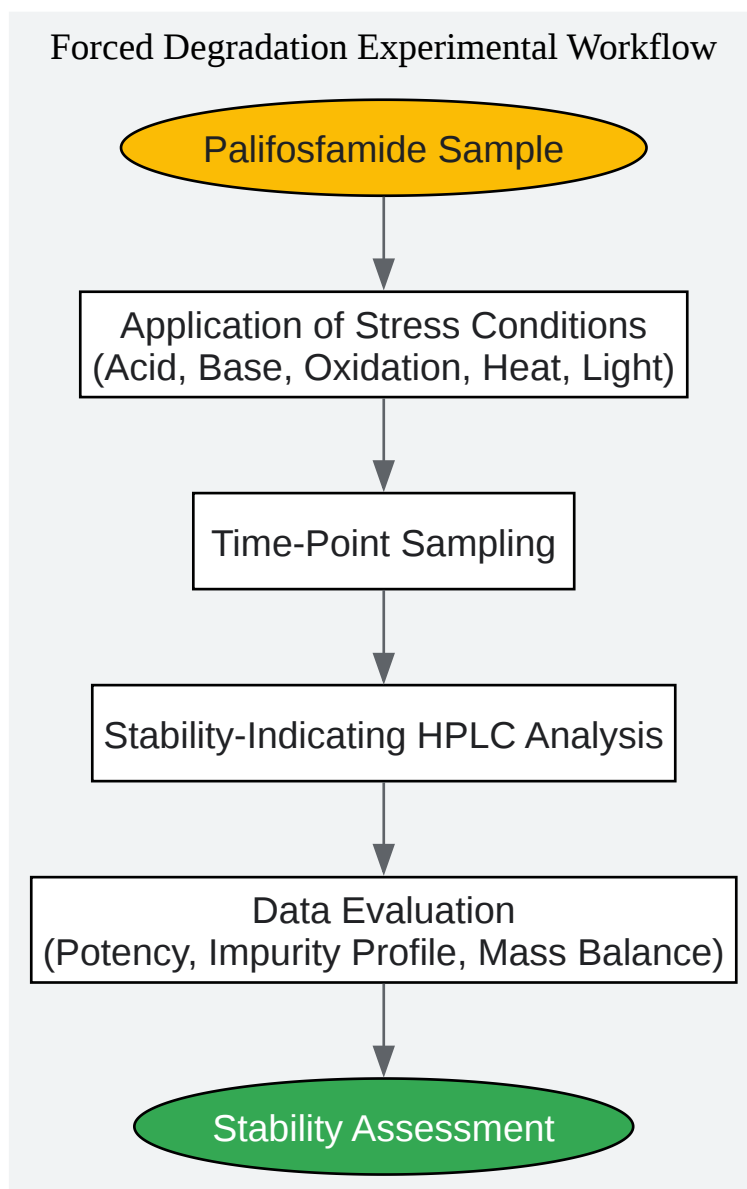 Forced Degradation Experimental Workflow
Palifosfamide Sample
Application of Stress Conditions
(Acid, Base, Oxidation, Heat, Light)
Time-Point Sampling
Stability-Indicating HPLC Analysis
Data Evaluation
(Potency, Impurity Profile, Mass Balance)
Stability Assessment